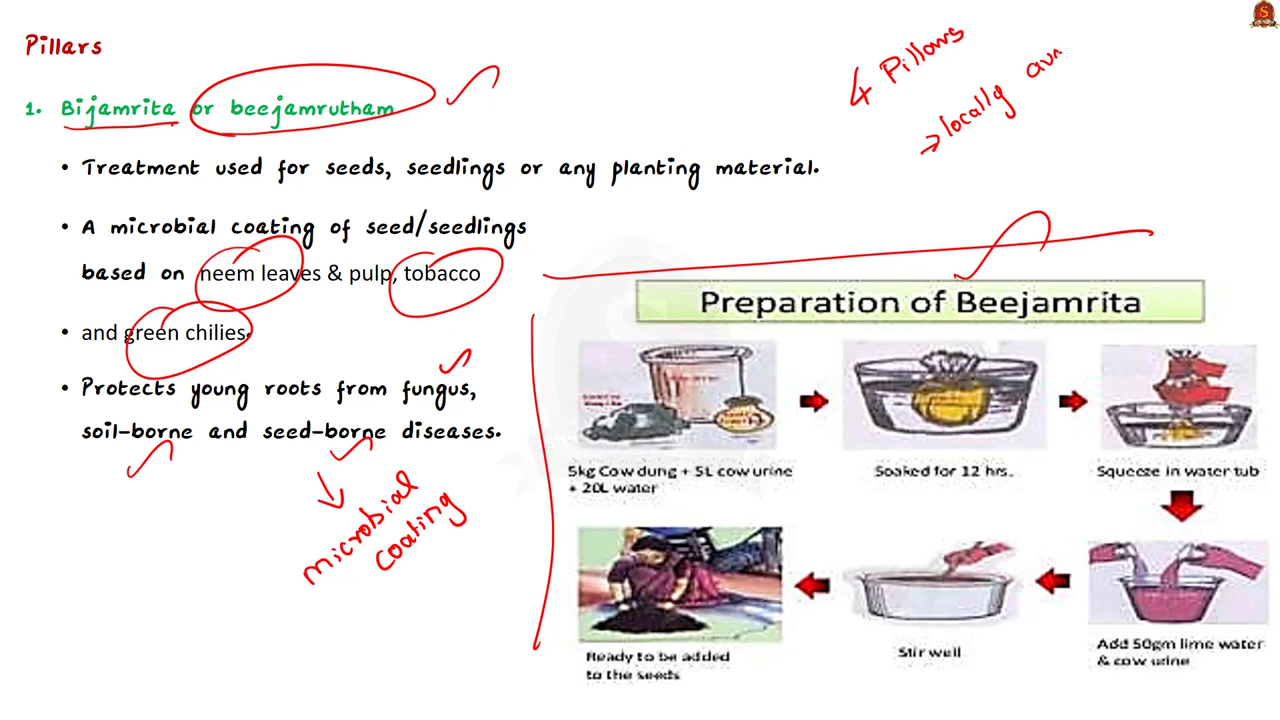 Pillars
4 Pillars
→ locally
1. Bijamrita or beejamrutham
• Treatment used for seeds, seedlings or any planting material.
• A microbial coating of seed/seedlings
based on neem leaves & pulp, tobacco
• and green chilies.
• Protects young roots from fungus,
soil-borne and seed-borne diseases.
microbial
coating
Preparation of Beejamrita
5kg Cow dung + 5L cow urine
+ 20L water
Soaked for 12 hrs.
Squeeze in water tub
Add 50gm lime water
& cow urine
Stir well
Ready to be added
to the seeds